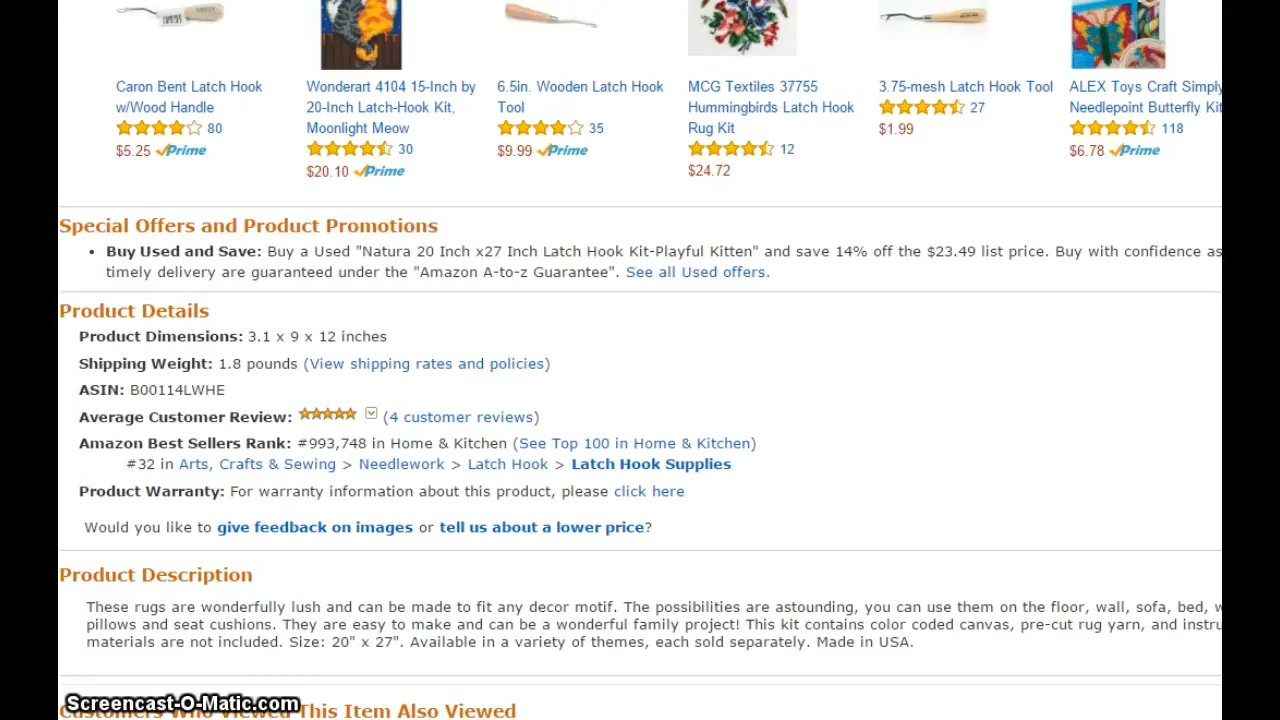 Caron Bent Latch Hook w/Wood Handle
80
$5.25 Prime
Wonderart 4104 15-Inch by 20-Inch Latch-Hook Kit, Moonlight Meow
30
$20.10 Prime
6.5in. Wooden Latch Hook Tool
35
$9.99 Prime
MCG Textiles 37755 Hummingbirds Latch Hook Rug Kit
12
$24.72
3.75-mesh Latch Hook Tool
27
$1.99
ALEX Toys Craft Simply Needlepoint Butterfly Kit
118
$6.78 Prime
Special Offers and Product Promotions
• Buy Used and Save: Buy a Used "Natura 20 Inch x27 Inch Latch Hook Kit-Playful Kitten" and save 14% off the $23.49 list price. Buy with confidence as
timely delivery are guaranteed under the "Amazon A-to-z Guarantee". See all Used offers.
Product Details
Product Dimensions: 3.1 x 9 x 12 inches
Shipping Weight: 1.8 pounds (View shipping rates and policies)
ASIN: B00114LWHE
Average Customer Review: (4 customer reviews)
Amazon Best Sellers Rank: #993,748 in Home & Kitchen (See Top 100 in Home & Kitchen)
#32 in Arts, Crafts & Sewing > Needlework > Latch Hook > Latch Hook Supplies
Product Warranty: For warranty information about this product, please click here
Would you like to give feedback on images or tell us about a lower price?
Product Description
These rugs are wonderfully lush and can be made to fit any decor motif. The possibilities are astounding, you can use them on the floor, wall, sofa, bed,
pillows and seat cushions. They are easy to make and can be a wonderful family project! This kit contains color coded canvas, pre-cut rug yarn, and instru
materials are not included. Size: 20" x 27". Available in a variety of themes, each sold separately. Made in USA.
Screencast-O-Matic.com
Customers Who Viewed This Item Also Viewed